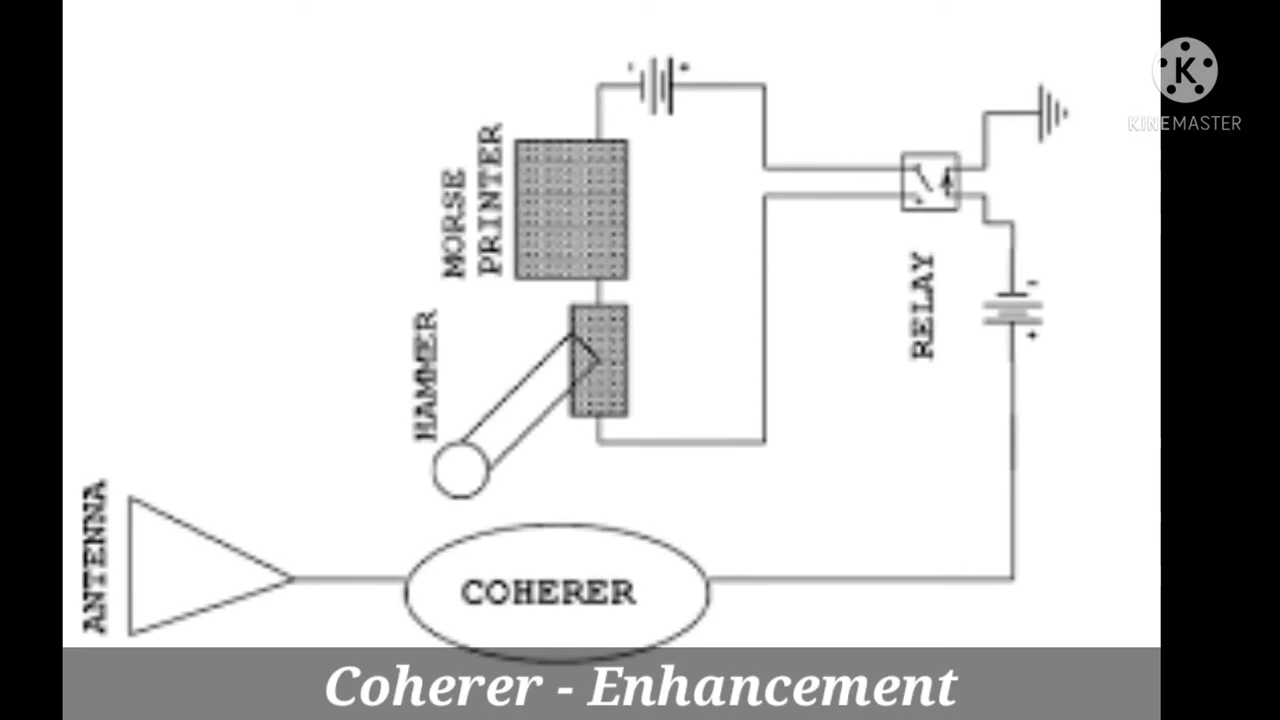 MORSE
PRINTER
HAMMER
RELAY
ANTENNA
COHERER
- +
-
+
KINEMASTER
K
Coherer - Enhancement